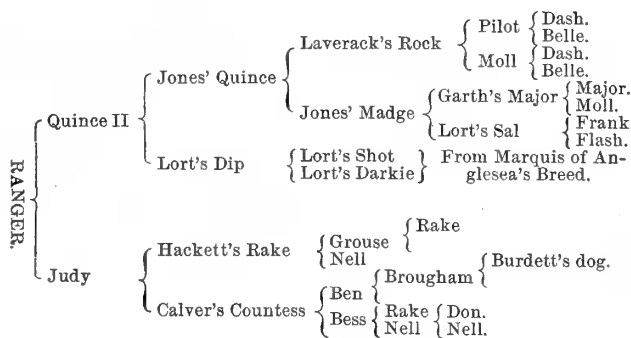 Pilot { Dash.
Laverack's Rock { Belle.
Moll { Dash.
Jones' Quince { Belle.
Garth's Major { Major.
Jones' Madge { Moll.
Quince II { Lort's Sal { Frank
Flash.
Lort's Dip { Lort's Shot } From Marquis of An-
Lort's Darkie } glesea's Breed.
RANGER.
Rake
Hackett's Rake { Grouse {
Nell
Judy { Brougham { Burdett's dog.
Ben {
Calver's Countess { Bess { Rake { Don.
Nell { Nell.